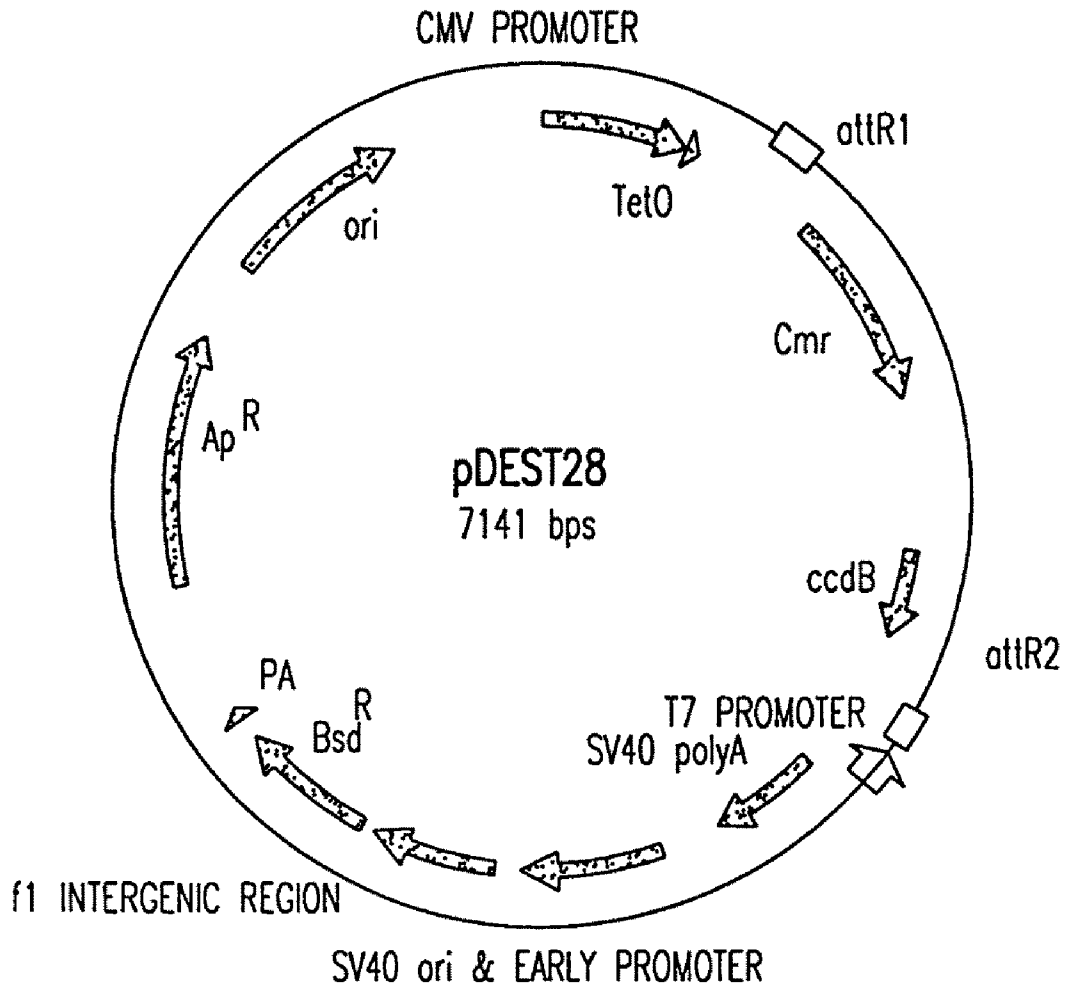 CMV PROMOTER
attR1
TetO
ori
Cmr
Ap R
pDEST28
7141 bps
ccdB
attR2
PA
Bsd R
T7 PROMOTER
SV40 polyA
f1 INTERGENIC REGION
SV40 ori & EARLY PROMOTER